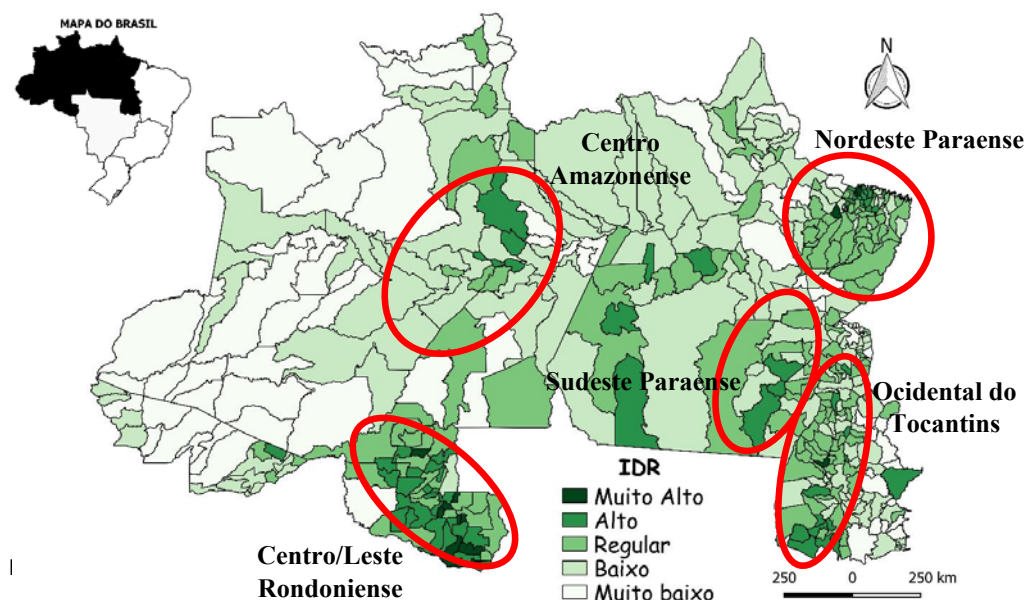 MAPA DO BRASIL
N
Centro
Amazonense
Nordeste Paraense
Sudeste Paraense
Ocidental do
Tocantins
Centro/Leste
Rondoniense
IDR
Muito Alto
Alto
Regular
Baixo
Muito baixo
250 0 250 km